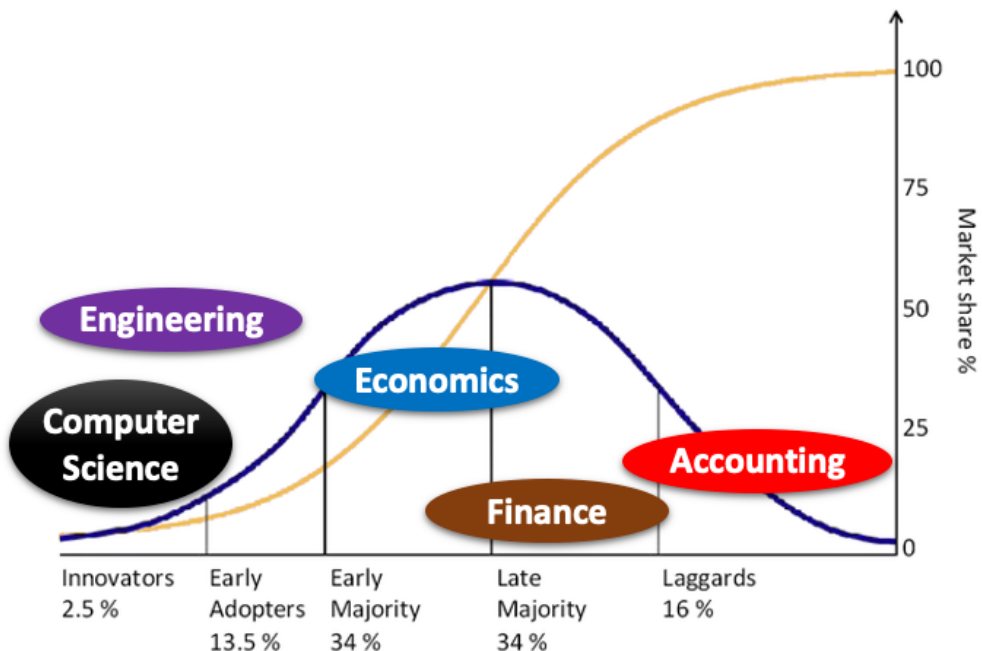 100
75
Market share %
50
25
0
Engineering
Computer
Science
Economics
Finance
Accounting
Innovators
2.5 %
Early
Adopters
13.5 %
Early
Majority
34 %
Late
Majority
34 %
Laggards
16 %